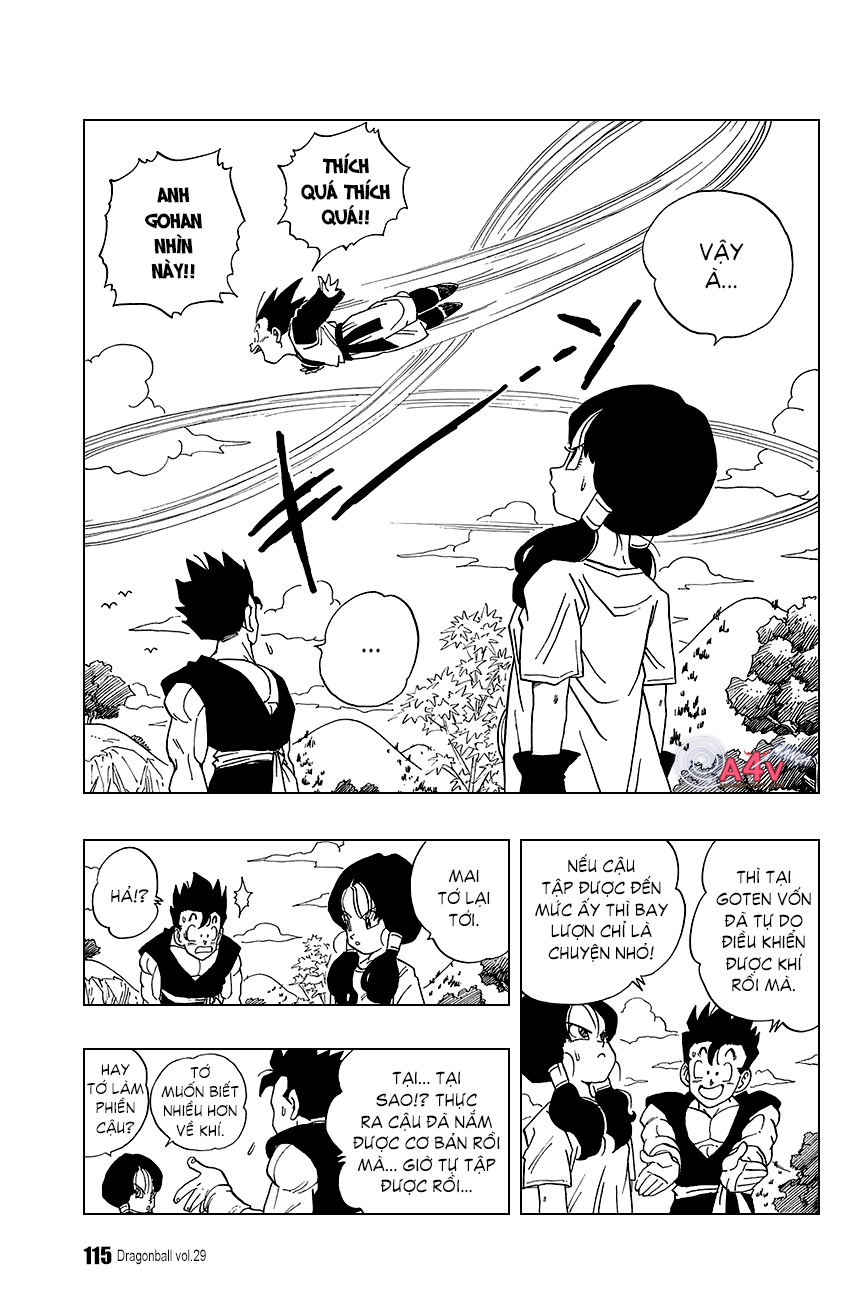 VẬY
À...
THÍCH
QUÁ THÍCH
QUÁ!!
ANH
GOHAN
NHÌN
NÀY!!
...
THÌ TẠI
GOTEN VỐN
ĐÃ TỰ DO
ĐIỀU KHIỂN
ĐƯỢC KHÍ
RỒI MÀ.
NẾU CẬU
TẬP ĐƯỢC ĐẾN
MỨC ẤY THÌ BAY
LƯỢN CHỈ LÀ
CHUYỆN NHỎ!
MAI
TỚ LẠI
TỚI.
HẢ!?
TẠI... TẠI
SAO!? THỰC
RA CẬU ĐÃ NẮM
ĐƯỢC CƠ BẢN RỒI
MÀ... GIỜ TỰ TẬP
ĐƯỢC RỒI...
TỚ
MUỐN BIẾT
NHIỀU HƠN
VỀ KHÍ.
HAY
TỚ LÀM
PHIỀN
CẬU?
A4V
115 Dragonball vol.29